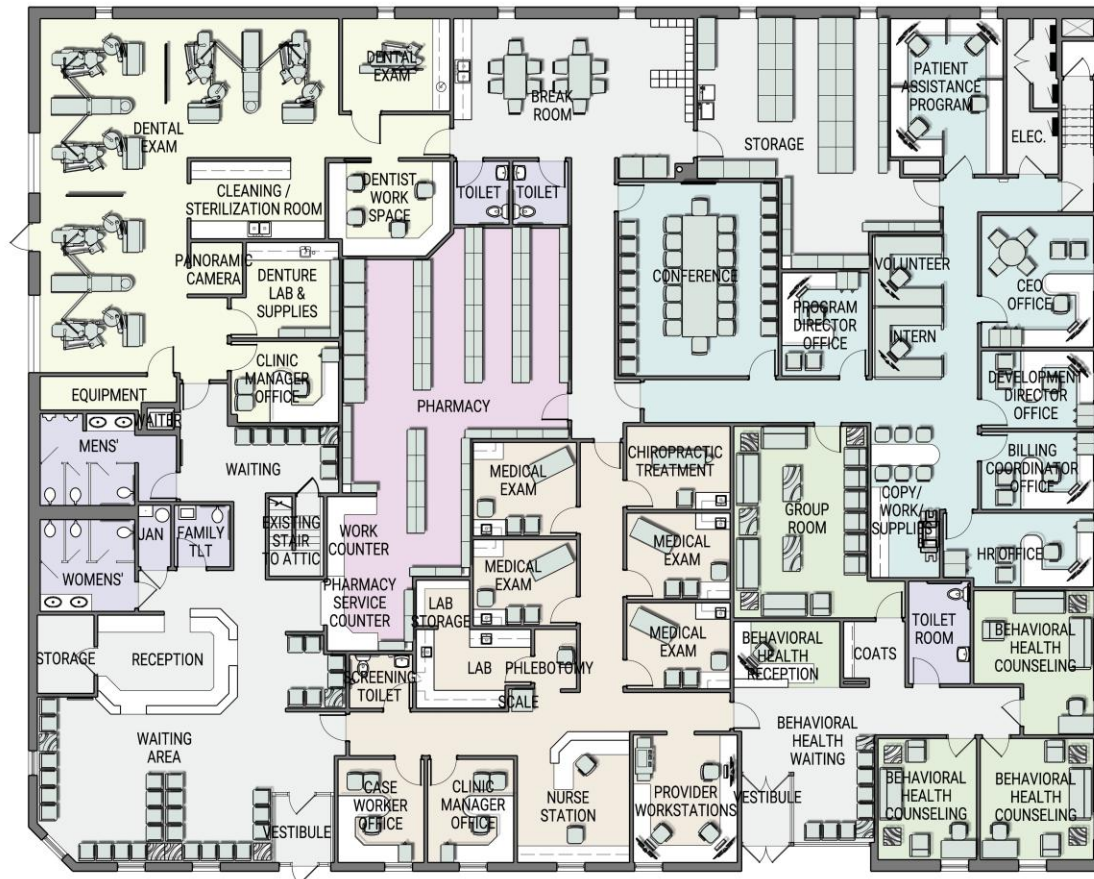 DENTAL
EXAM
DENTAL
EXAM
BREAK
ROOM
STORAGE
PATIENT
ASSISTANCE
PROGRAM
ELEC.
CLEANING /
STERILIZATION ROOM
DENTIST
WORK
SPACE
TOILET
TOILET
PANORAMIC
CAMERA
DENTURE
LAB &
SUPPLIES
CONFERENCE
PROGRAM
DIRECTOR
OFFICE
VOLUNTEER
INTERN
CEO
OFFICE
DEVELOPMENT
DIRECTOR
OFFICE
CLINIC
MANAGER
OFFICE
EQUIPMENT
WAITER
PHARMACY
MENS'
WAITING
MEDICAL
EXAM
CHIROPRACTIC
TREATMENT
GROUP
ROOM
COPY/
WORK/
SUPPLIES
BILLING
COORDINATOR
OFFICE
HR OFFICE
JAN
FAMILY
TLT
EXISTING
STAIR
TO ATTIC
WORK
COUNTER
PHARMACY
SERVICE
COUNTER
MEDICAL
EXAM
MEDICAL
EXAM
WOMENS'
LAB
STORAGE
MEDICAL
EXAM
BEHAVIORAL
HEALTH
RECEPTION
COATS
TOILET
ROOM
BEHAVIORAL
HEALTH
COUNSELING
STORAGE
RECEPTION
SCREENING
TOILET
LAB
PHLEBOTOMY
SCALE
WAITING
AREA
BEHAVIORAL
HEALTH
WAITING
CASE
WORKER
OFFICE
CLINIC
MANAGER
OFFICE
NURSE
STATION
PROVIDER
WORKSTATIONS
VESTIBULE
VESTIBULE
BEHAVIORAL
HEALTH
COUNSELING
BEHAVIORAL
HEALTH
COUNSELING